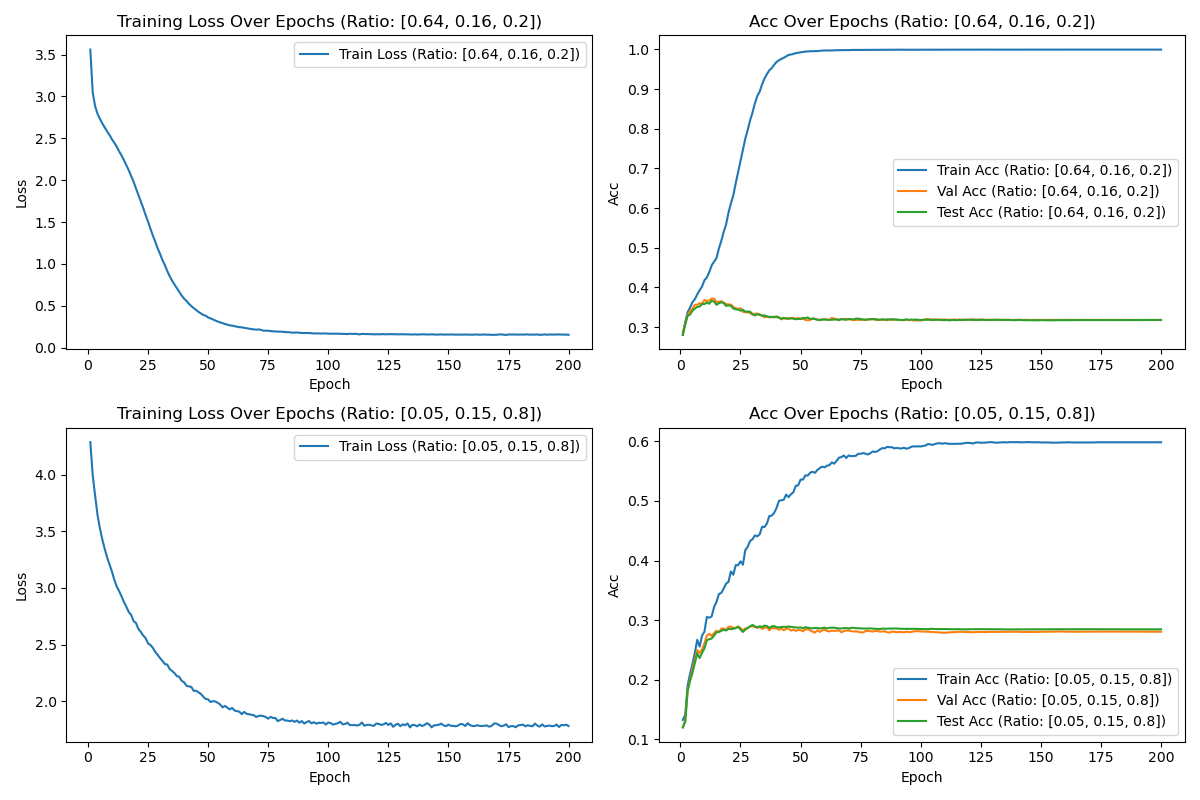 Training Loss Over Epochs (Ratio: [0.64, 0.16, 0.2])
Train Loss (Ratio: [0.64, 0.16, 0.2])
3.5
3.0
2.5
2.0
1.5
1.0
0.5
0.0
Loss
0 25 50 75 100 125 150 175 200
Epoch
Acc Over Epochs (Ratio: [0.64, 0.16, 0.2])
1.0
0.9
0.8
0.7
0.6
0.5
0.4
0.3
Acc
Train Acc (Ratio: [0.64, 0.16, 0.2])
Val Acc (Ratio: [0.64, 0.16, 0.2])
Test Acc (Ratio: [0.64, 0.16, 0.2])
0 25 50 75 100 125 150 175 200
Epoch
Training Loss Over Epochs (Ratio: [0.05, 0.15, 0.8])
Train Loss (Ratio: [0.05, 0.15, 0.8])
4.0
3.5
3.0
2.5
2.0
Loss
0 25 50 75 100 125 150 175 200
Epoch
Acc Over Epochs (Ratio: [0.05, 0.15, 0.8])
0.6
0.5
0.4
0.3
0.2
0.1
Acc
Train Acc (Ratio: [0.05, 0.15, 0.8])
Val Acc (Ratio: [0.05, 0.15, 0.8])
Test Acc (Ratio: [0.05, 0.15, 0.8])
0 25 50 75 100 125 150 175 200
Epoch